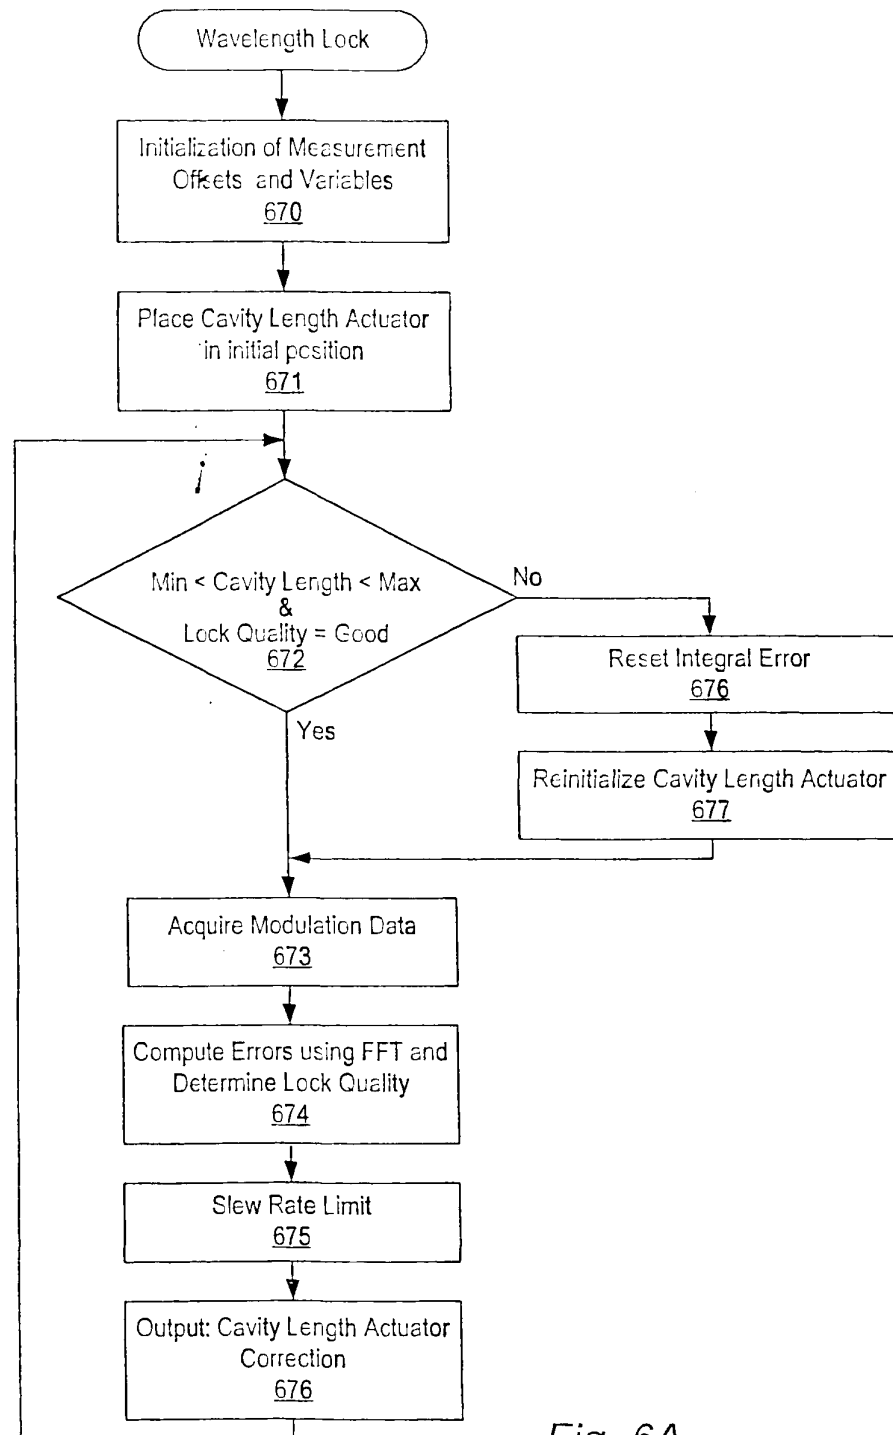 Wavelength Lock
Initialization of Measurement
Offsets and Variables
670
Place Cavity Length Actuator
in initial position
671
Min < Cavity Length < Max
&
Lock Quality = Good
672
No
Yes
Reset Integral Error
676
Reinitialize Cavity Length Actuator
677
Acquire Modulation Data
673
Compute Errors using FFT and
Determine Lock Quality
674
Slew Rate Limit
675
Output: Cavity Length Actuator
Correction
676
Fig. 6A